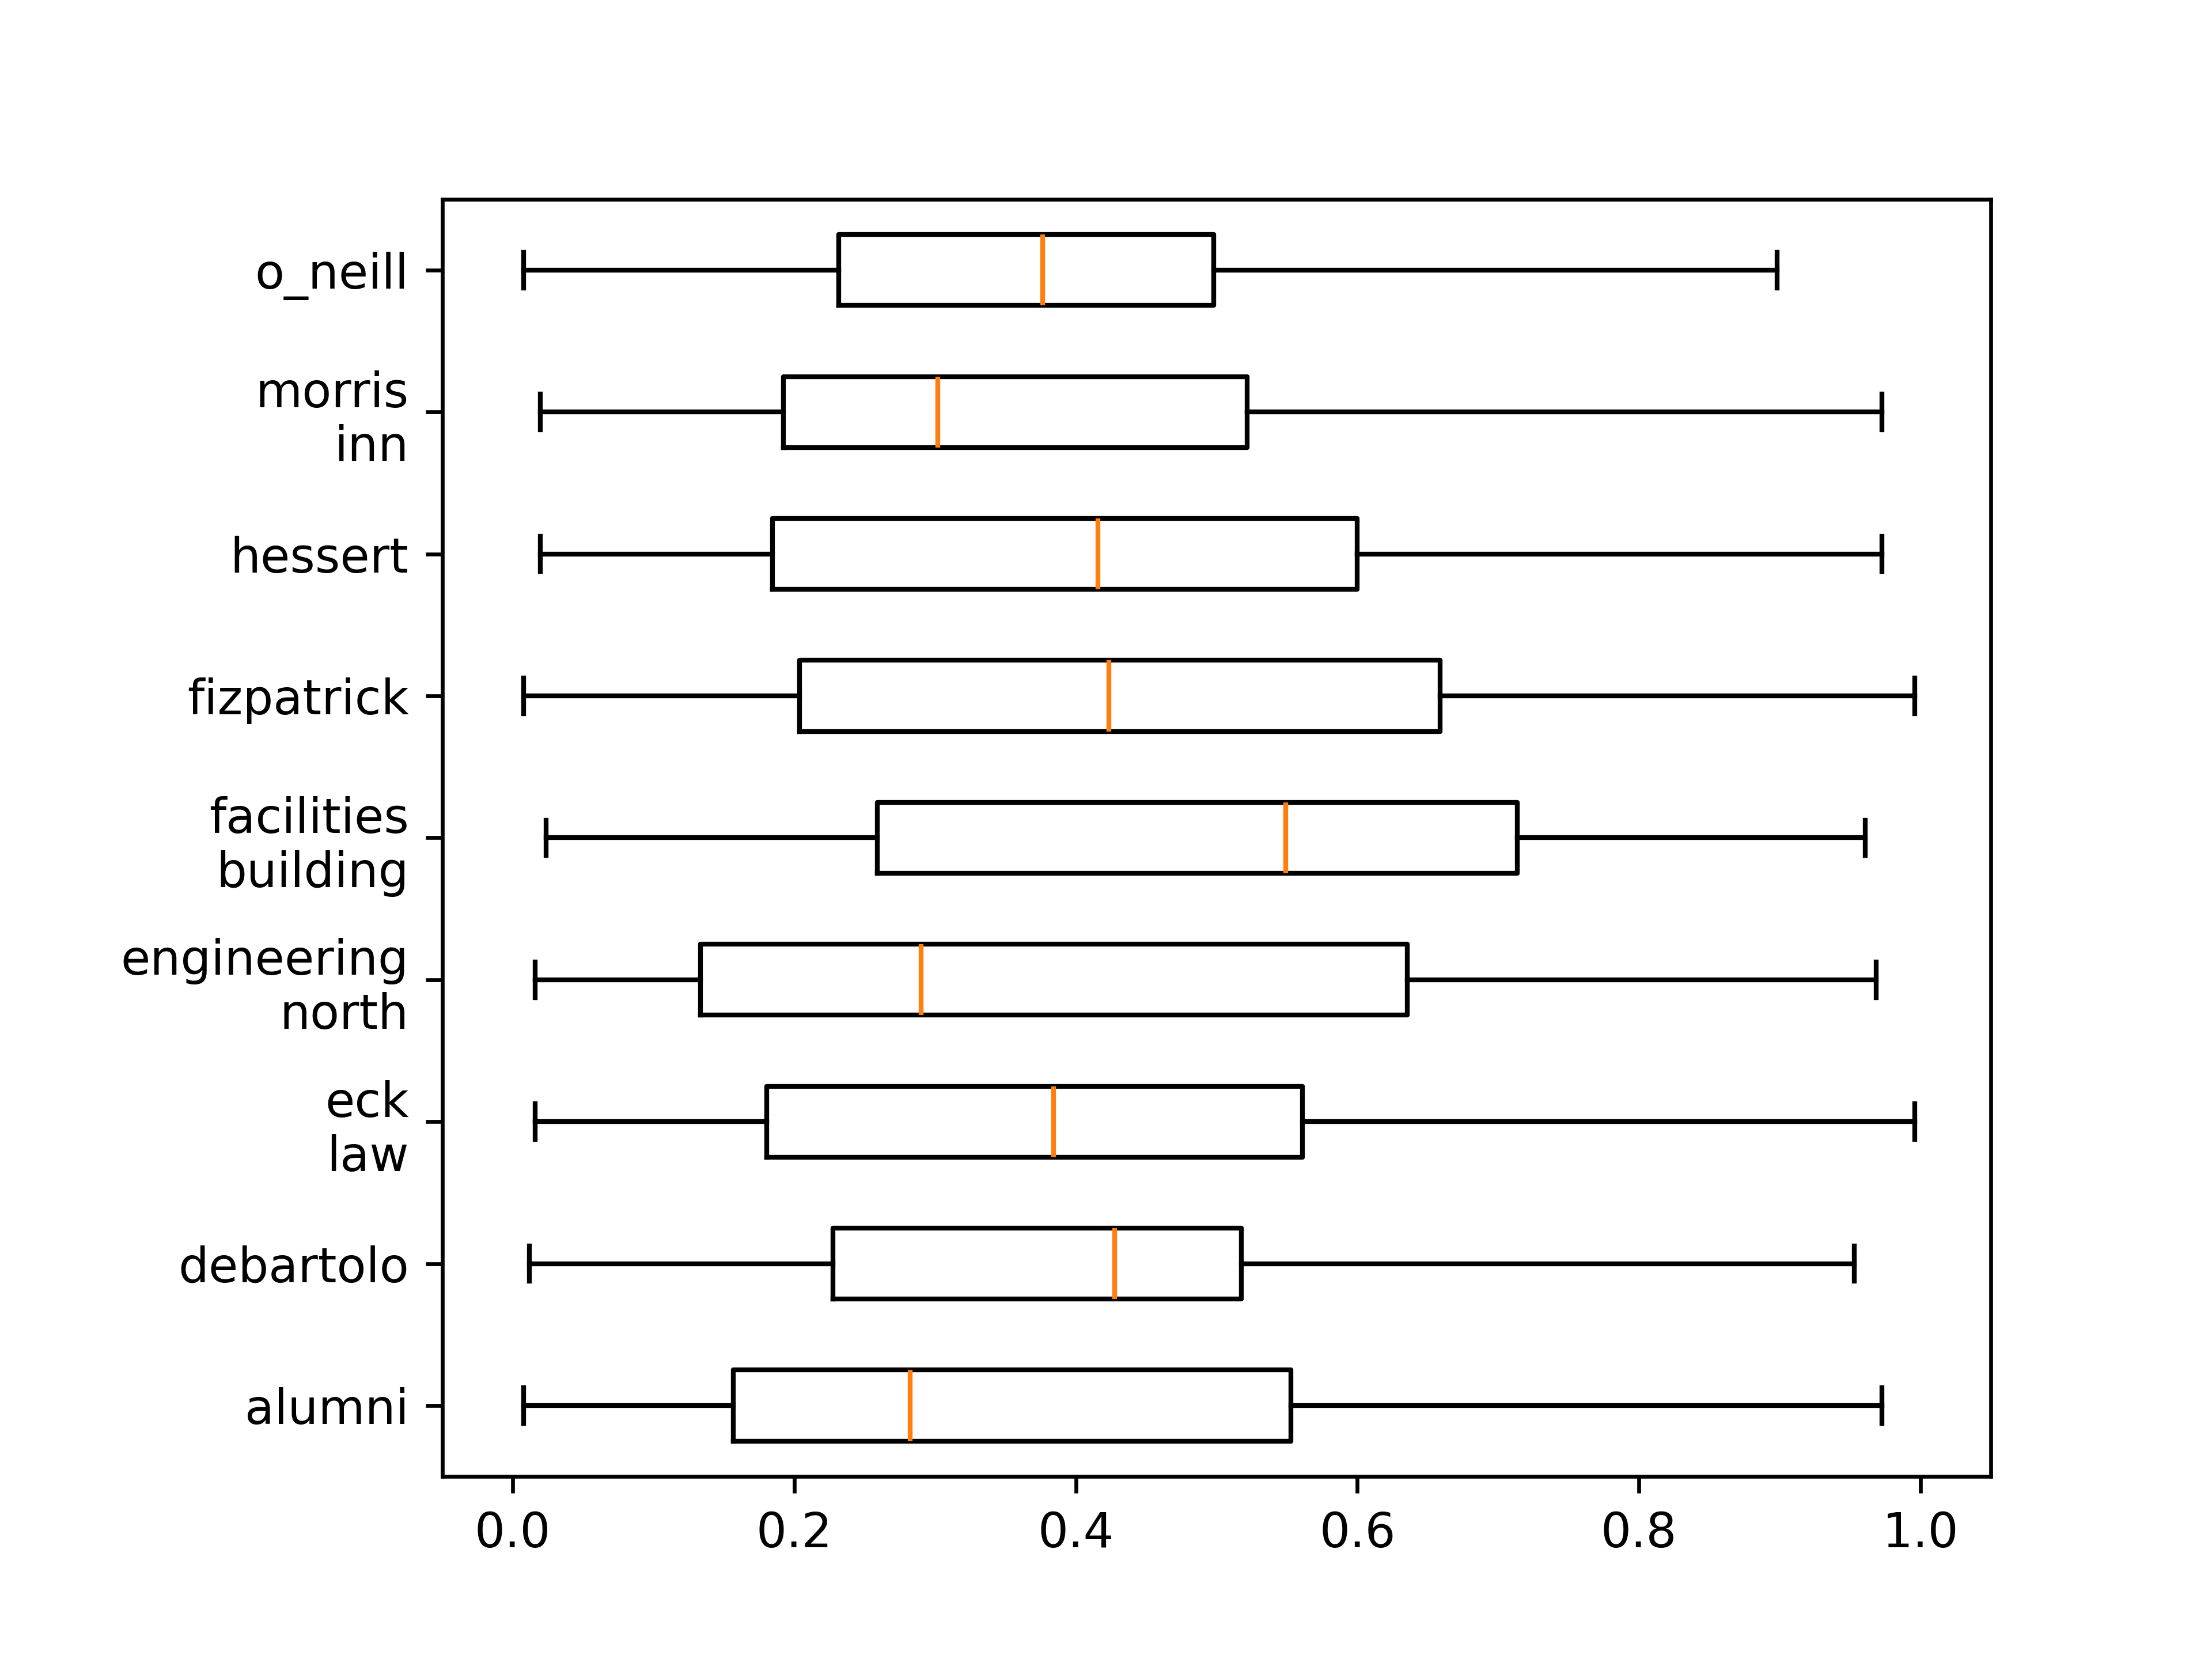 o_neill
morris
inn
hessert
fizpatrick
facilities
building
engineering
north
eck
law
debartolo
alumni
0.0 0.2 0.4 0.6 0.8 1.0